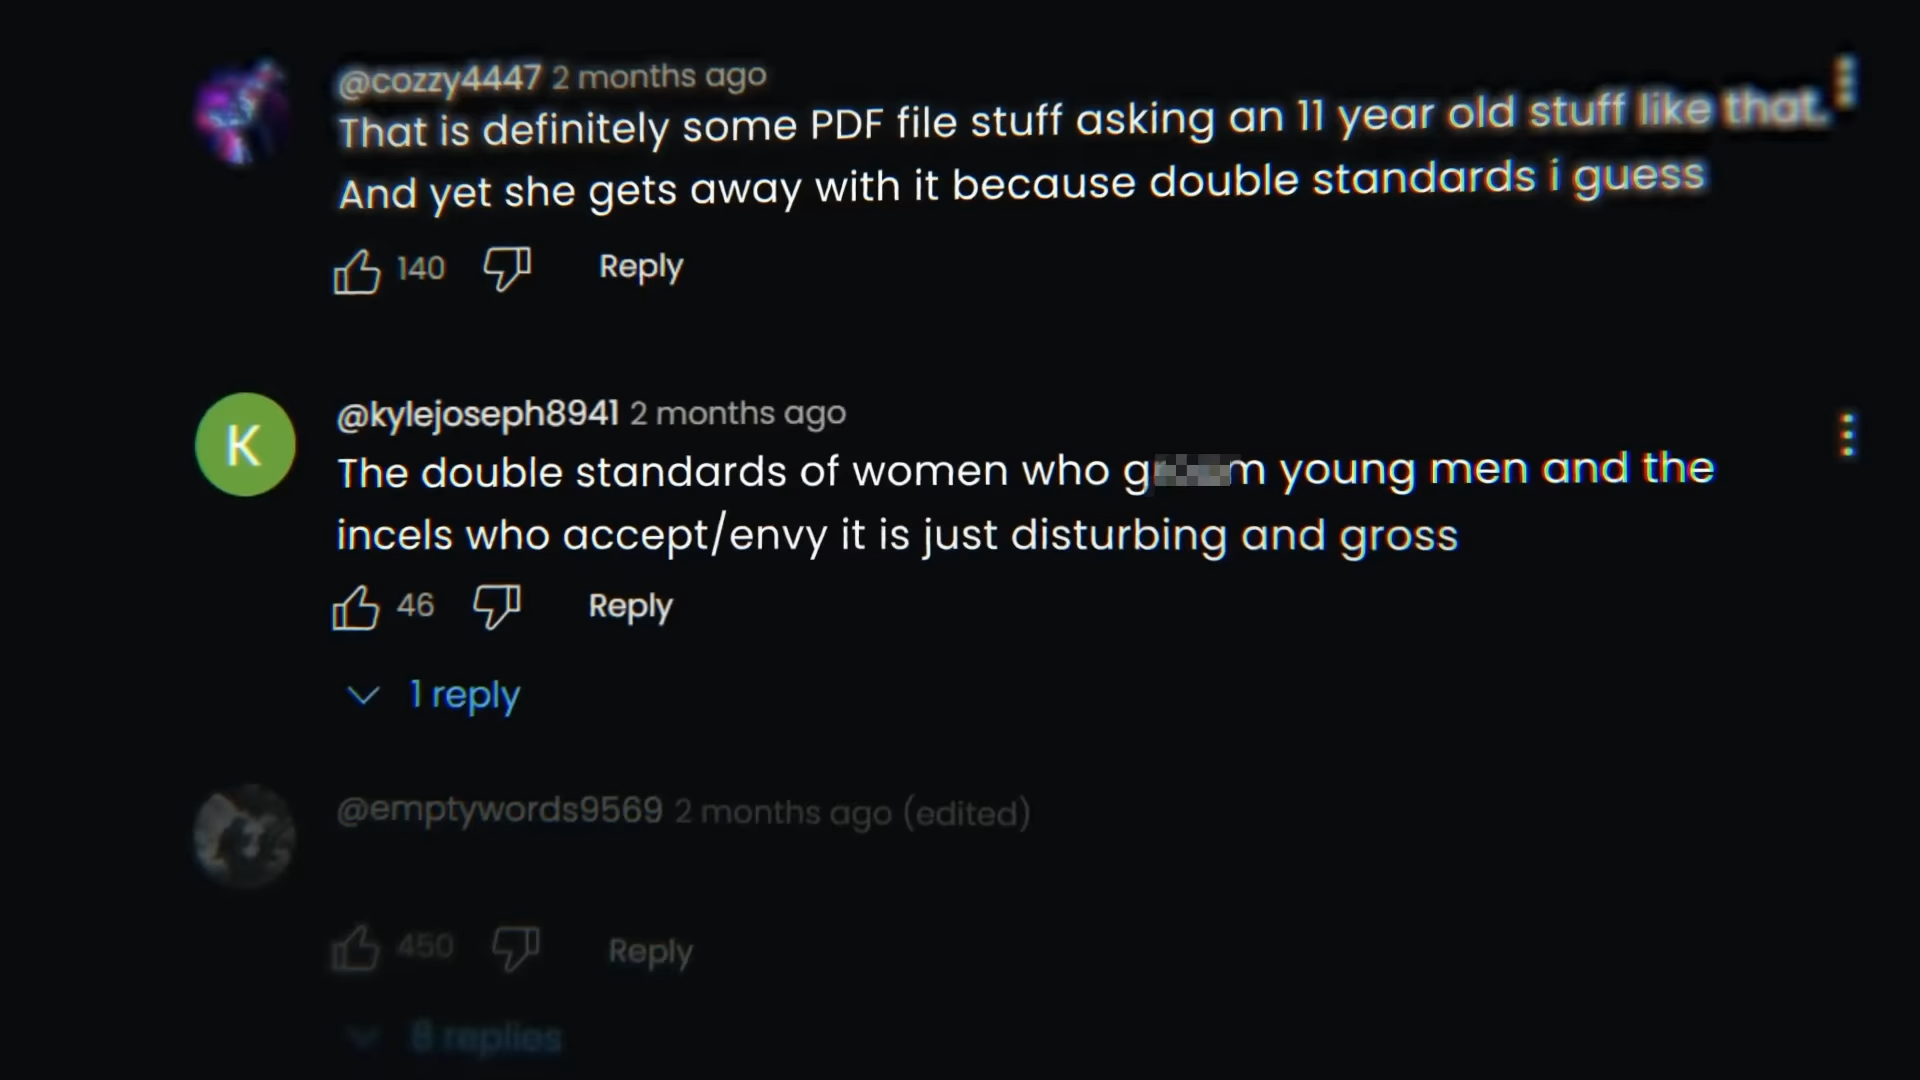 @cozzy4447 2 months ago
That is definitely some PDF file stuff asking an 11 year old stuff like that.
And yet she gets away with it because double standards i guess
140 Reply
K
@kylejoseph8941 2 months ago
The double standards of women who young men and the
incels who accept/envy it is just disturbing and gross
46 Reply
1 reply
@emptywords9569 2 months ago (edited)
450 Reply
8 replies